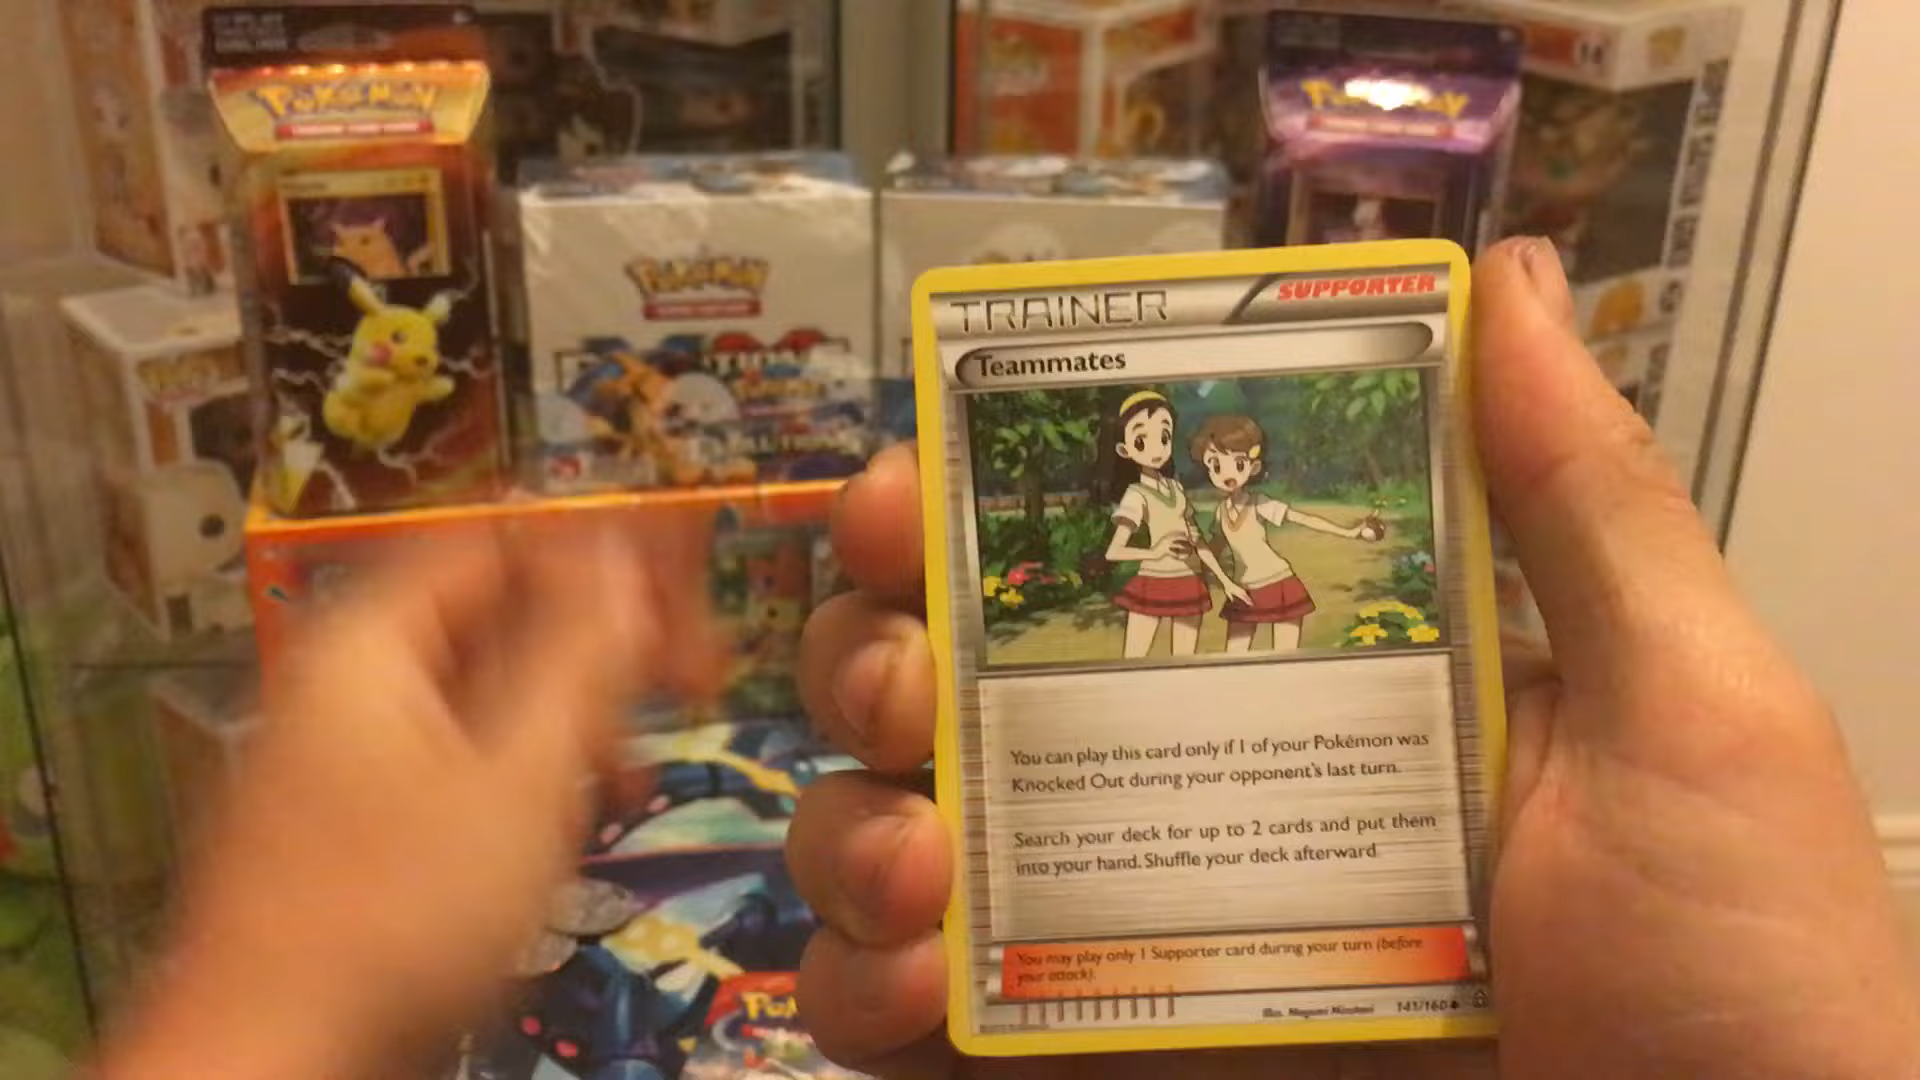 Pokémon
Pokémon
Pokémon
TRAINER
SUPPORTER
Teammates
You can play this card only if 1 of your Pokémon was
Knocked Out during your opponent's last turn.
Search your deck for up to 2 cards and put them
into your hand. Shuffle your deck afterward.
You may play only 1 Supporter card during your turn (before
your attack).
Illus. Megumi Mizutani
141/160